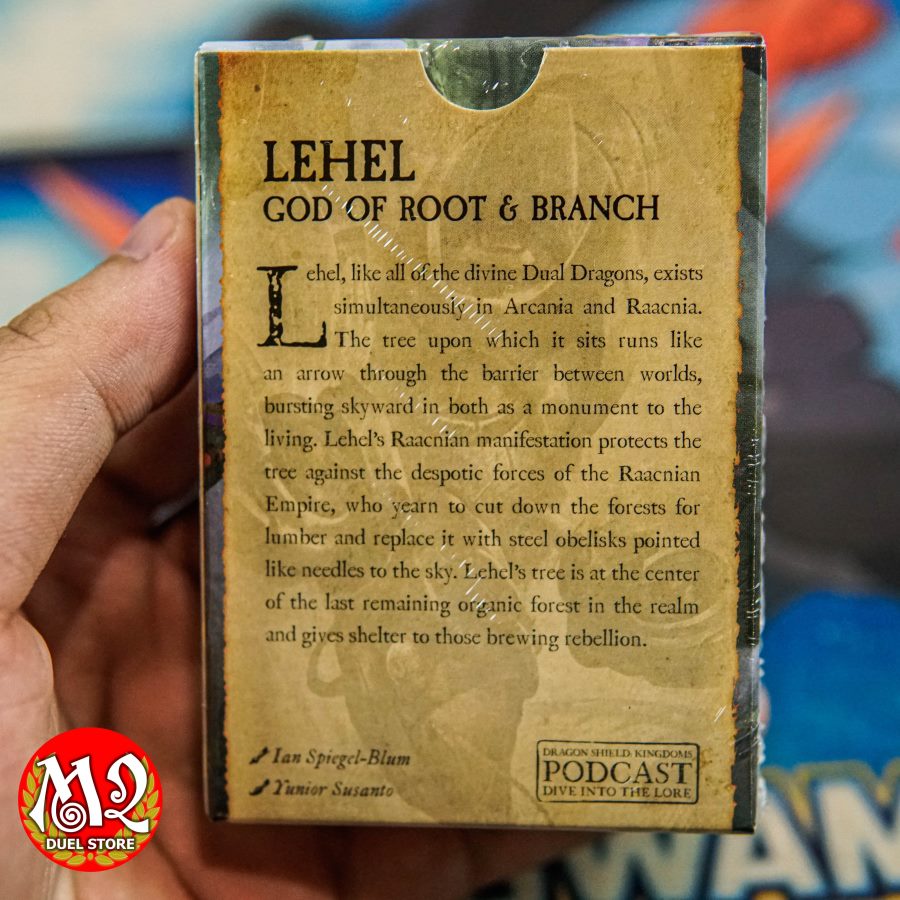 LEHEL
GOD OF ROOT & BRANCH
Lehel, like all of the divine Dual Dragons, exists
simultaneously in Arcania and Raacnia.
The tree upon which it sits runs like
an arrow through the barrier between worlds,
bursting skyward in both as a monument to the
living. Lehel's Raacnian manifestation protects the
tree against the despotic forces of the Raacnian
Empire, who yearn to cut down the forests for
lumber and replace it with steel obelisks pointed
like needles to the sky. Lehel's tree is at the center
of the last remaining organic forest in the realm
and gives shelter to those brewing rebellion.
Ian Spiegel-Blum
Yunior Susanto
DRAGON SHIELD: KINGDOMS
PODCAST
DIVE INTO THE LORE
M2
DUEL STORE
WAM